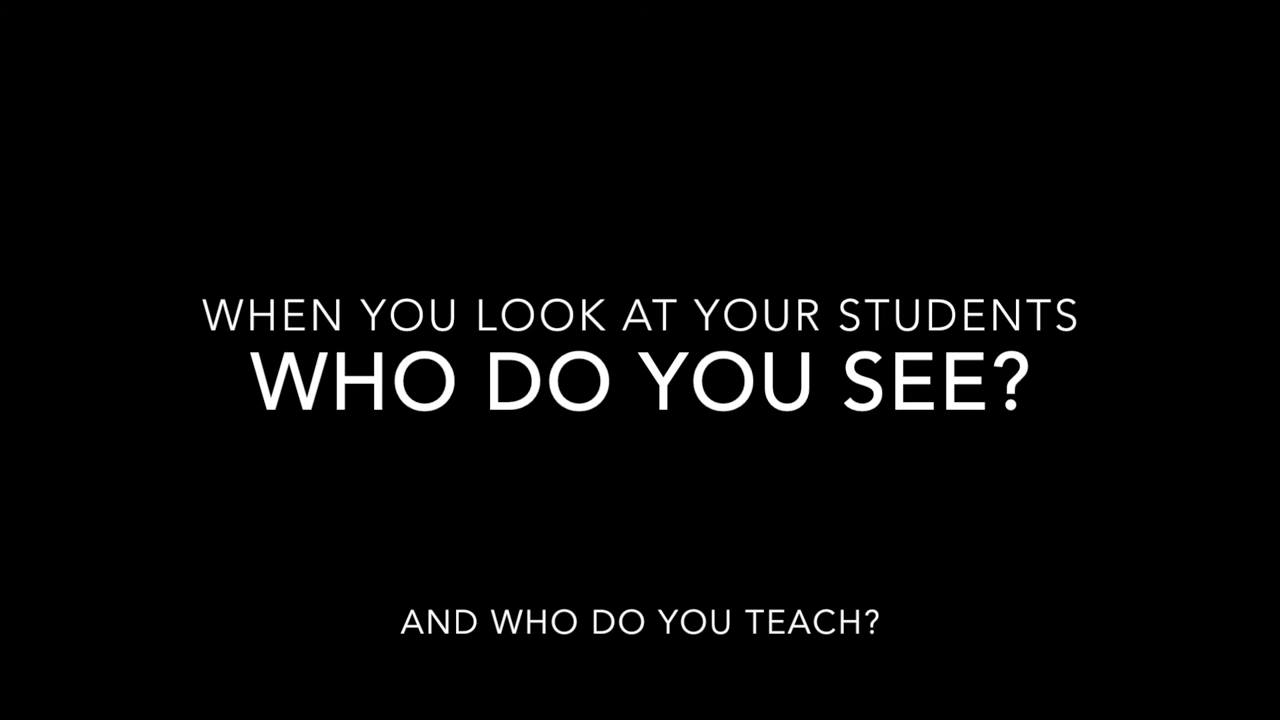 WHEN YOU LOOK AT YOUR STUDENTS
WHO DO YOU SEE?
AND WHO DO YOU TEACH?